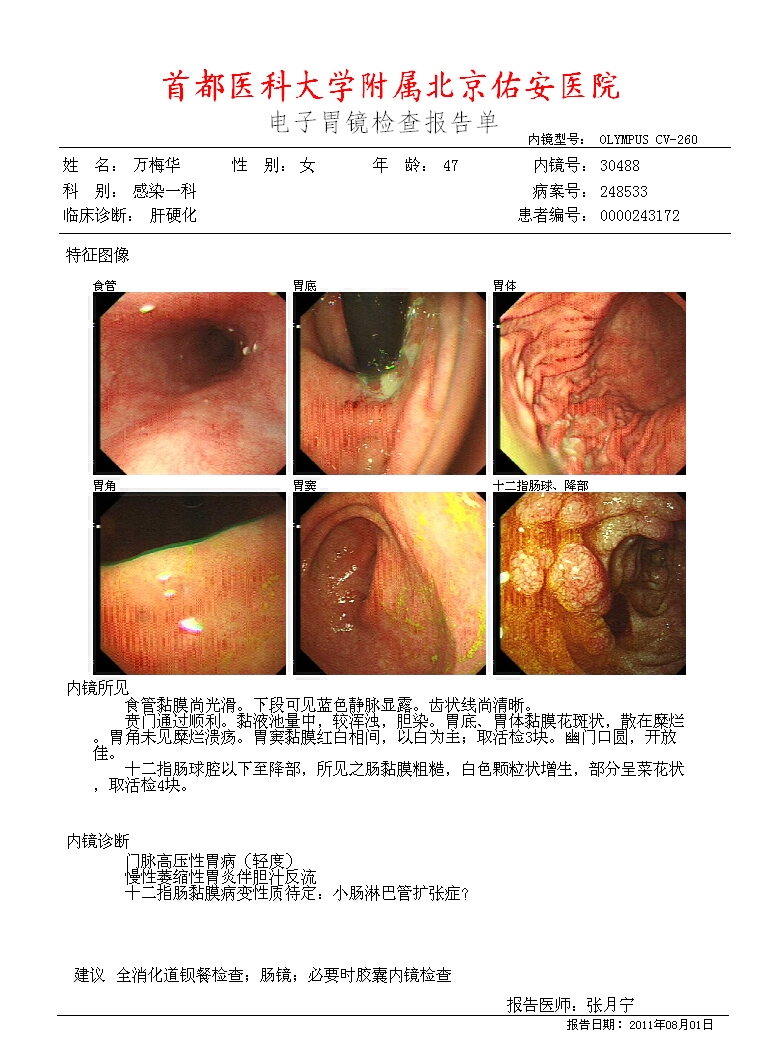 首都医科大学附属北京佑安医院
电子胃镜检查报告单
内镜型号： OLYMPUS CV-260
姓 名： 万梅华 性 别：女 年 龄：47 内镜号：30488
科 别：感染一科 病案号：248533
临床诊断： 肝硬化 患者编号：0000243172
特征图像
食管 胃底 胃体
胃角 胃窦 十二指肠球、降部
内镜所见
食管黏膜尚光滑。下段可见蓝色静脉显露。齿状线尚清晰。
贲门通过顺利。黏液池量中，较浑浊，胆染。胃底、胃体黏膜花斑状，散在糜烂
。胃角未见糜烂溃疡。胃窦黏膜红白相间，以白为主；取活检3块。幽门口圆，开放
佳。
十二指肠球腔以下至降部，所见之肠黏膜粗糙，白色颗粒状增生，部分呈菜花状
，取活检4块。
内镜诊断
门脉高压性胃病（轻度）
慢性萎缩性胃炎伴胆汁反流
十二指肠黏膜病变性质待定：小肠淋巴管扩张症？
建议 全消化道钡餐检查；肠镜；必要时胶囊内镜检查
报告医师：张月宁
报告日期：2011年08月01日